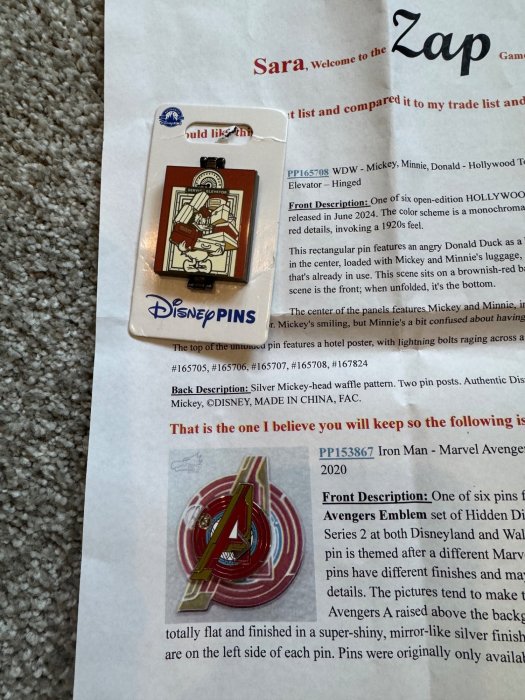 Zap
Sara, Welcome to the Game
t list and compared it to my trade list and
ould like thi
PP165708 WDW - Mickey, Minnie, Donald - Hollywood To
Elevator – Hinged
Front Description: One of six open-edition HOLLYWOO
released in June 2024. The color scheme is a monochroma
red details, invoking a 1920s feel.
This rectangular pin features an angry Donald Duck as a
in the center, loaded with Mickey and Minnie's luggage,
that's already in use. This scene sits on a brownish-red b
scene is the front; when unfolded, it's the bottom.
SERVICE ELEVATOR
DISNEY PINS
The center of the panels features Mickey and Minnie, in
r. Mickey's smiling, but Minnie's a bit confused about having
The top of the unfolded pin features a hotel poster, with lightning bolts raging across a
#165705, #165706, #165707, #165708, #167824
Back Description: Silver Mickey-head waffle pattern. Two pin posts. Authentic Dis
Mickey, ©DISNEY, MADE IN CHINA, FAC.
That is the one I believe you will keep so the following is
PP153867 Iron Man - Marvel Avenge
2020
Front Description: One of six pins f
Avengers Emblem set of Hidden Di
Series 2 at both Disneyland and Wal
pin is themed after a different Marv
pins have different finishes and ma
details. The pictures tend to make t
Avengers A raised above the backg
totally flat and finished in a super-shiny, mirror-like silver finish
are on the left side of each pin. Pins were originally only availab